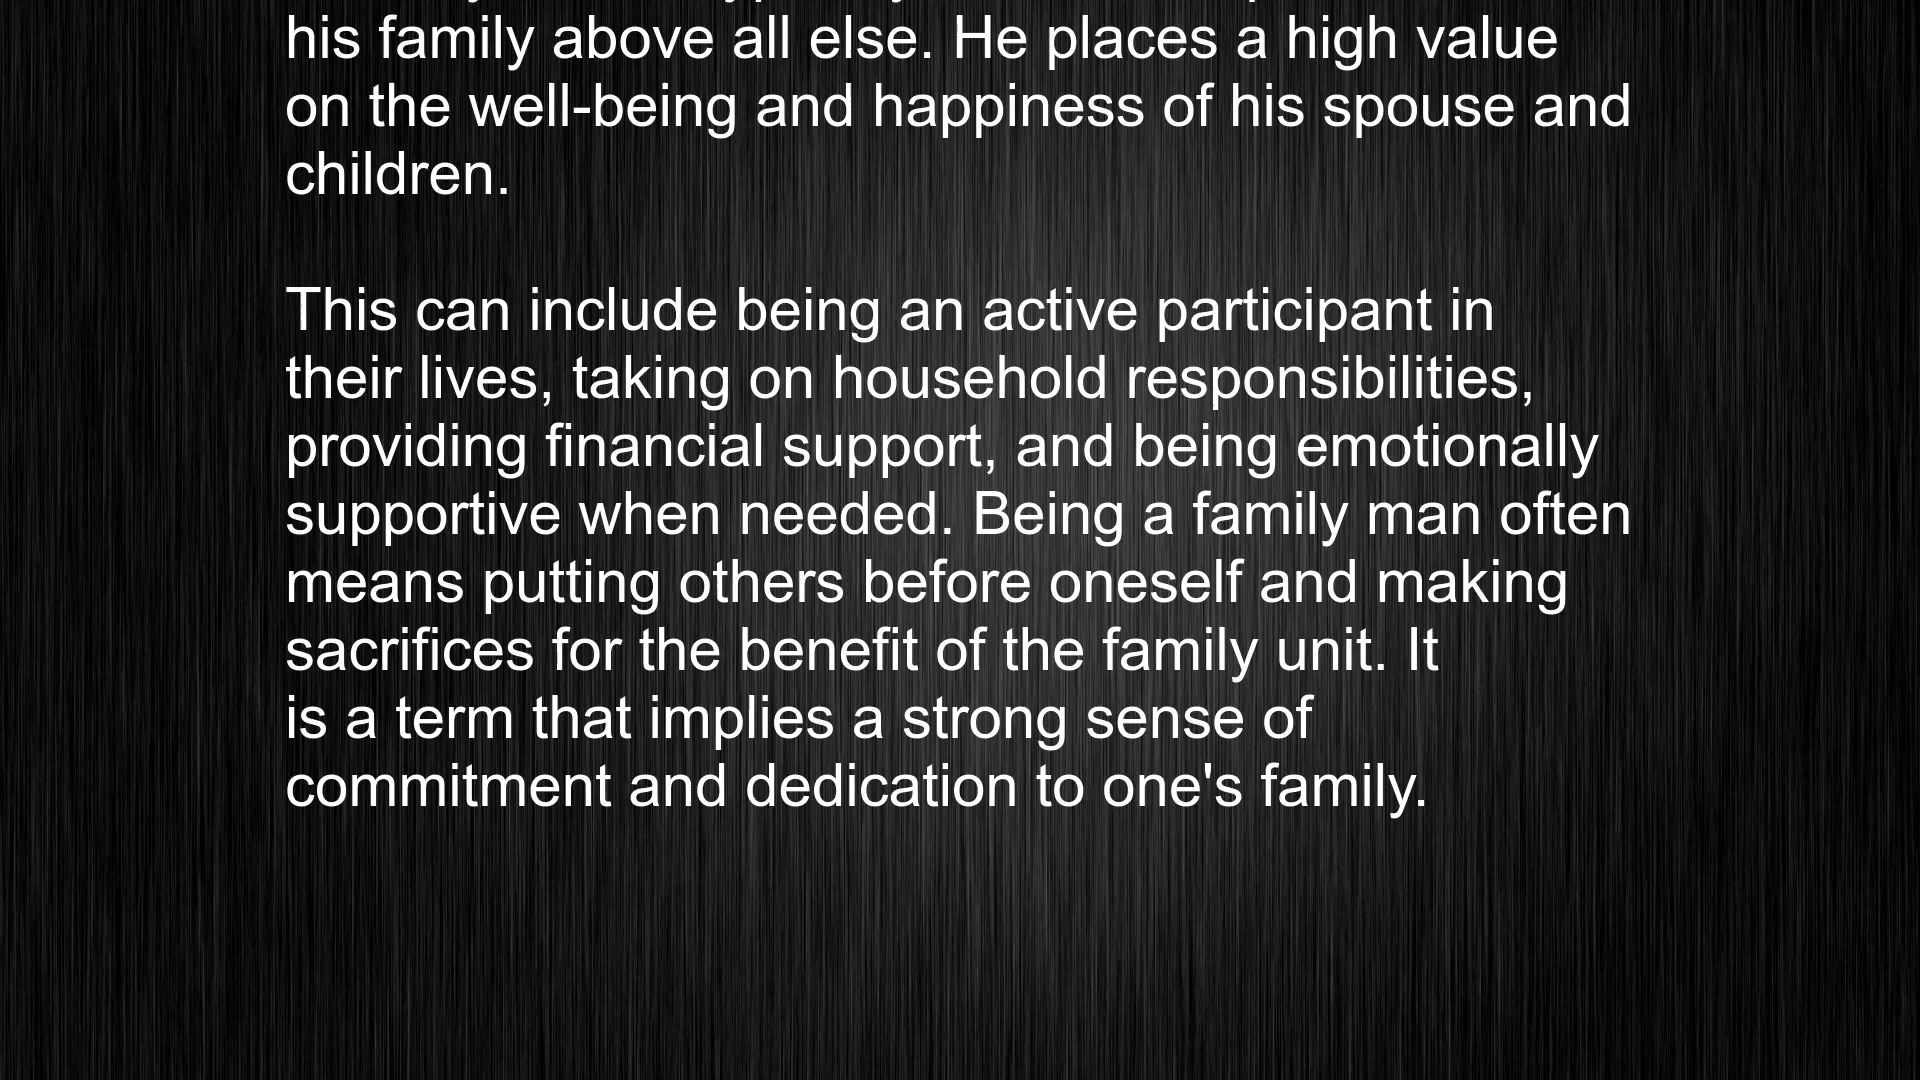 his family above all else. He places a high value
on the well-being and happiness of his spouse and
children.
This can include being an active participant in
their lives, taking on household responsibilities,
providing financial support, and being emotionally
supportive when needed. Being a family man often
means putting others before oneself and making
sacrifices for the benefit of the family unit. It
is a term that implies a strong sense of
commitment and dedication to one's family.